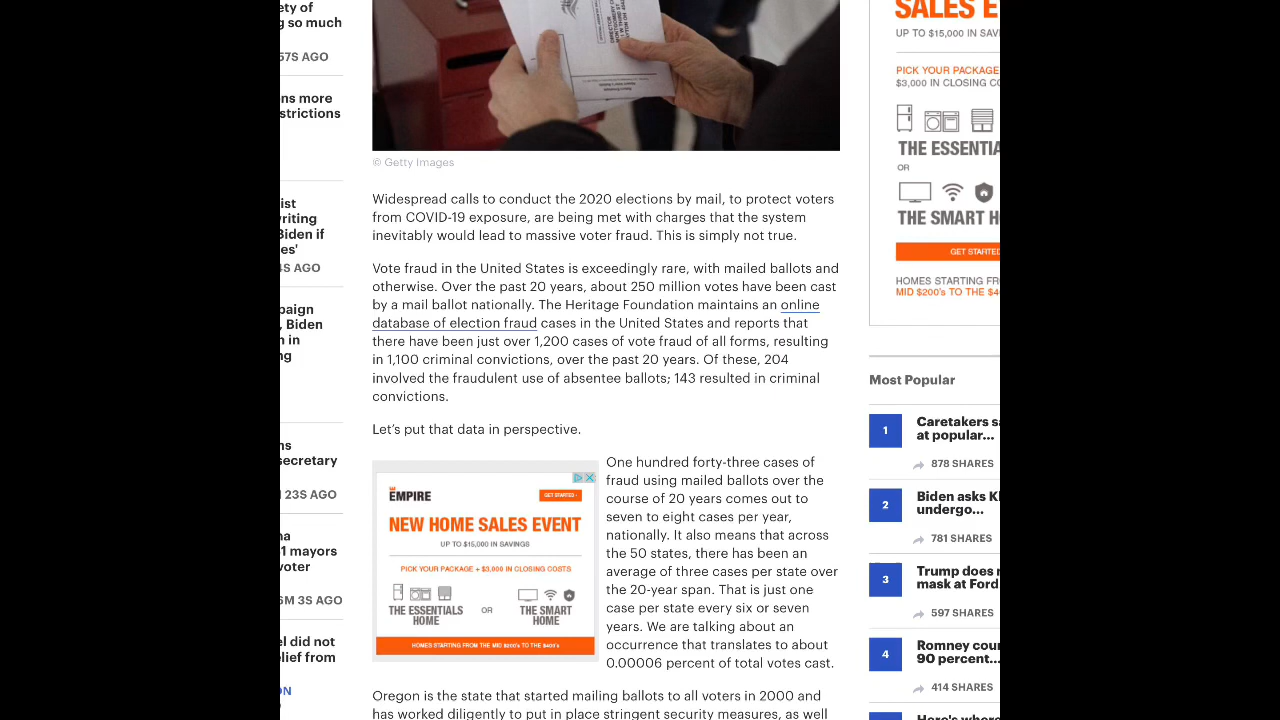 ety of
g so much
57S AGO
ns more
strictions
ist
riting
Biden if
es'
4S AGO
paign
, Biden
n in
ng
ns
secretary
23S AGO
na
1 mayors
voter
6M 3S AGO
el did not
lief from
ON
© Getty Images
Widespread calls to conduct the 2020 elections by mail, to protect voters
from COVID-19 exposure, are being met with charges that the system
inevitably would lead to massive voter fraud. This is simply not true.
Vote fraud in the United States is exceedingly rare, with mailed ballots and
otherwise. Over the past 20 years, about 250 million votes have been cast
by a mail ballot nationally. The Heritage Foundation maintains an online
database of election fraud cases in the United States and reports that
there have been just over 1,200 cases of vote fraud of all forms, resulting
in 1,100 criminal convictions, over the past 20 years. Of these, 204
involved the fraudulent use of absentee ballots; 143 resulted in criminal
convictions.
Let's put that data in perspective.
EMPIRE
GET STARTED ›
NEW HOME SALES EVENT
UP TO $15,000 IN SAVINGS
PICK YOUR PACKAGE + $3,000 IN CLOSING COSTS
THE ESSENTIALS
HOME
OR
THE SMART
HOME
HOMES STARTING FROM THE MID $200's TO THE $40's
One hundred forty-three cases of
fraud using mailed ballots over the
course of 20 years comes out to
seven to eight cases per year,
nationally. It also means that across
the 50 states, there has been an
average of three cases per state over
the 20-year span. That is just one
case per state every six or seven
years. We are talking about an
occurrence that translates to about
0.00006 percent of total votes cast.
Oregon is the state that started mailing ballots to all voters in 2000 and
has worked diligently to put in place stringent security measures, as well
SALES E
UP TO $15,000 IN SAV
PICK YOUR PACKAGE
$3,000 IN CLOSING CO
THE ESSENTIA
OR
THE SMART H
GET STARTED
HOMES STARTING FR
MID $200's TO THE $4
Most Popular
1
Caretakers s
at popular...
878 SHARES
2
Biden asks Kl
undergo...
781 SHARES
3
Trump does n
mask at Ford
597 SHARES
4
Romney coun
90 percent...
414 SHARES
Here's where